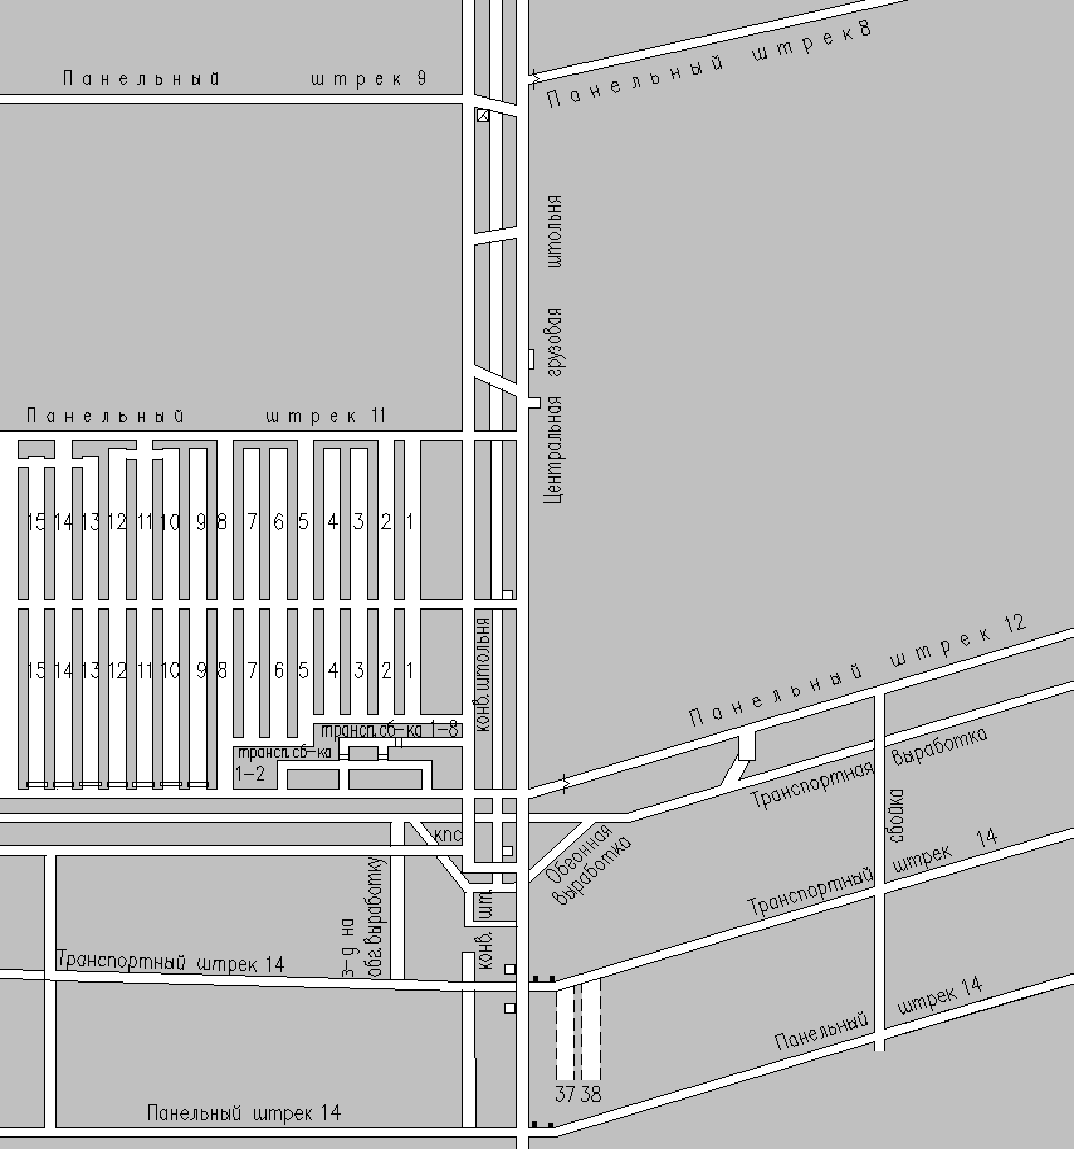 Панельный штрек 8
Панельный штрек 9
Центральная грузовая штольня
Панельный штрек 11
15 14 13 12 11 10 9 8 7 6 5 4 3 2 1
15 14 13 12 11 10 9 8 7 6 5 4 3 2 1
конв.штольня
Панельный штрек 12
трансп.сб-ка 1-8
трансп.сб-ка
1-2
Транспортная выработка
сбойка
КПС
Обгонная
выработка
з-д на
обг.выработку
конв. шт.
Транспортный штрек 14
Транспортный штрек 14
Панельный штрек 14
37 38
Панельный штрек 14